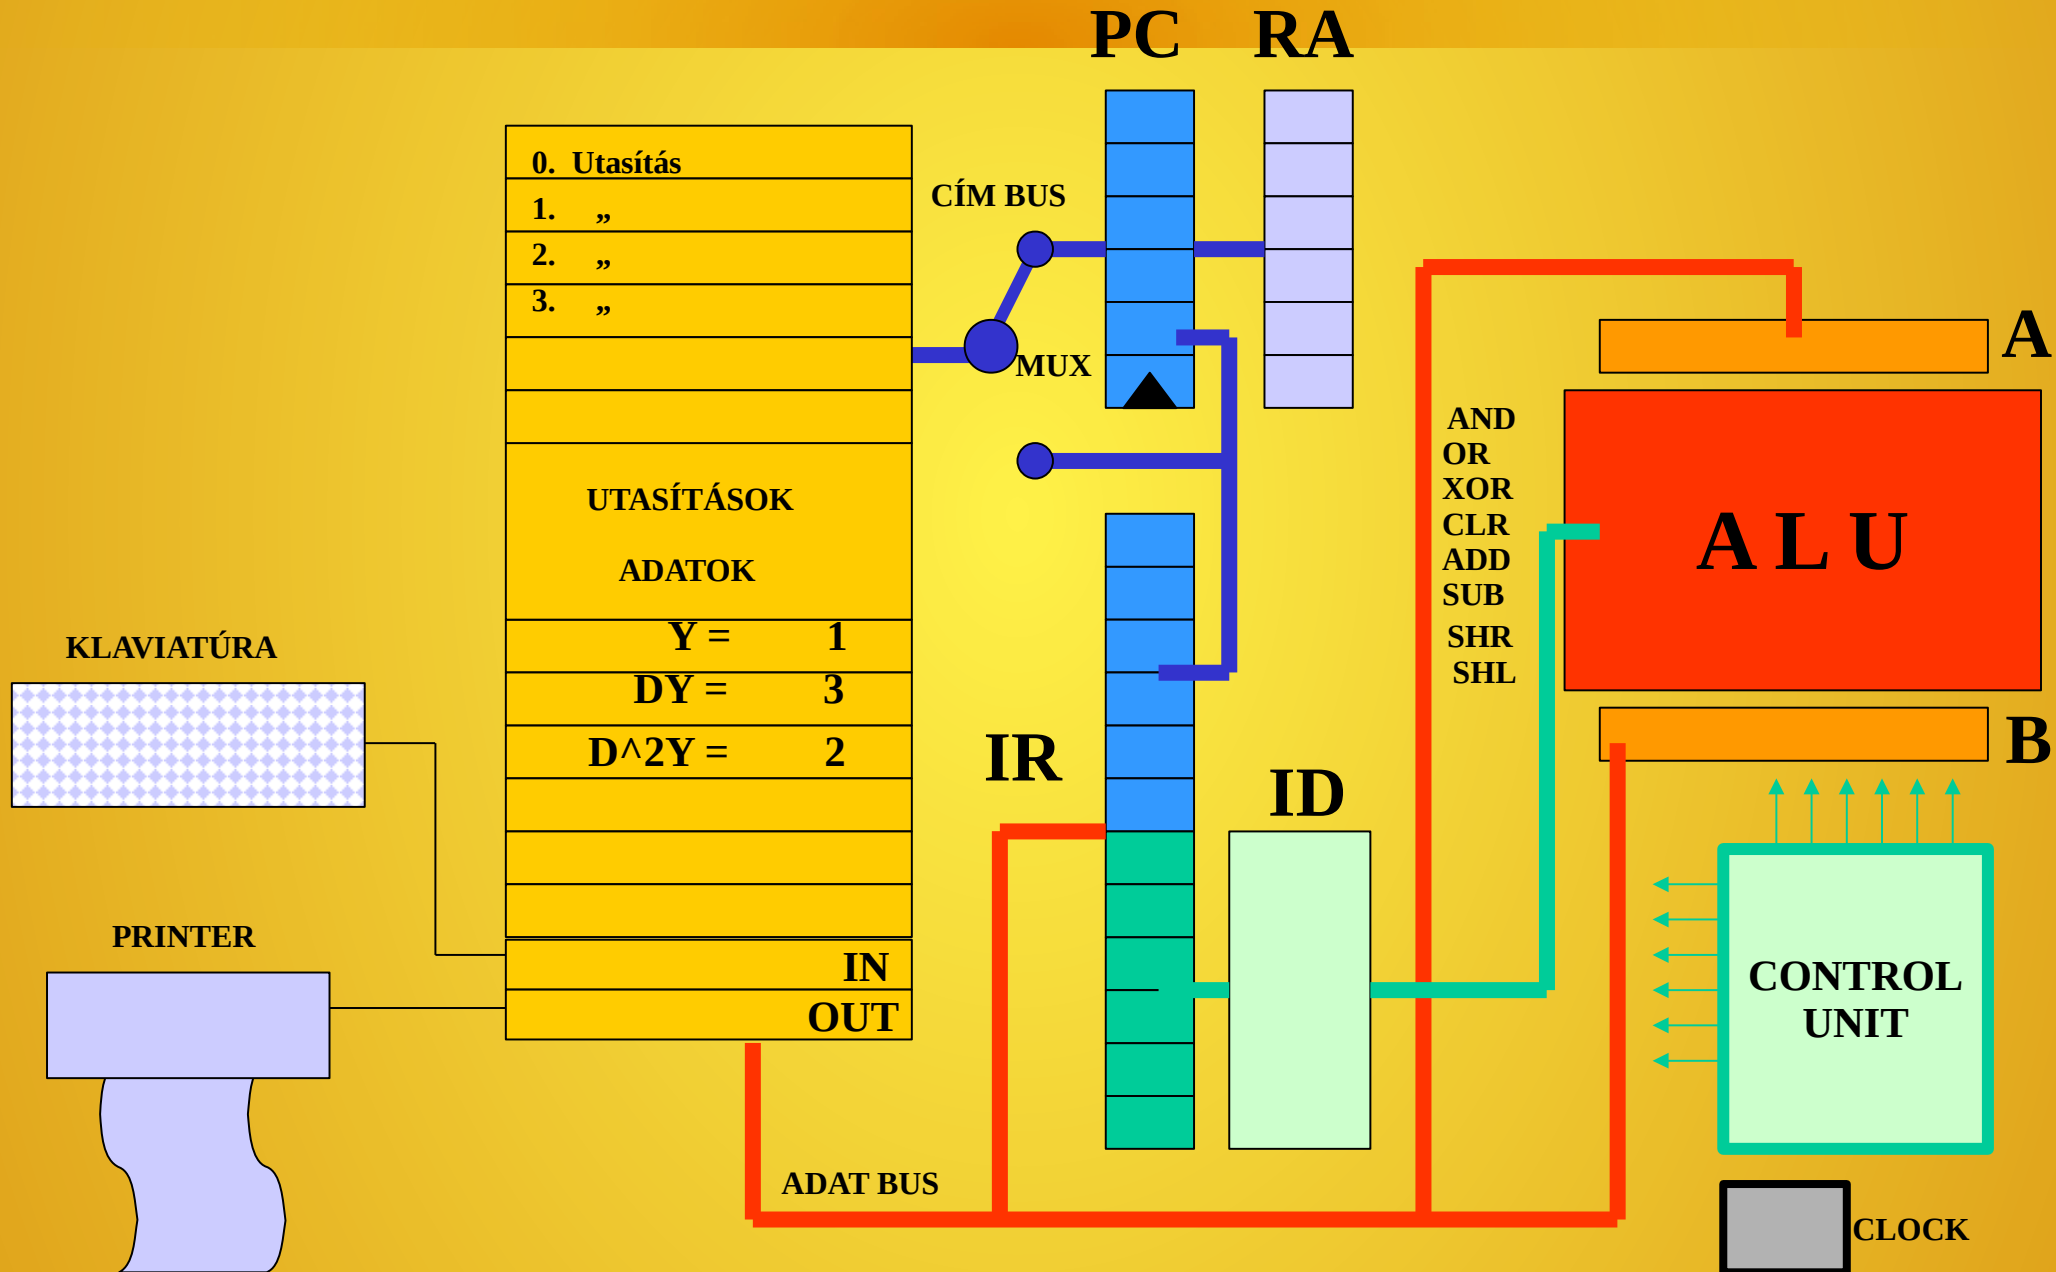 PC RA
0. Utasítás
1. „
2. „
3. „
CÍM BUS
MUX
UTASÍTÁSOK
ADATOK
Y = 1
DY = 3
D^2Y = 2
IN
OUT
KLAVIATÚRA
PRINTER
ADAT BUS
IR
ID
AND
OR
XOR
CLR
ADD
SUB
SHR
SHL
A
A L U
B
CONTROL
UNIT
CLOCK